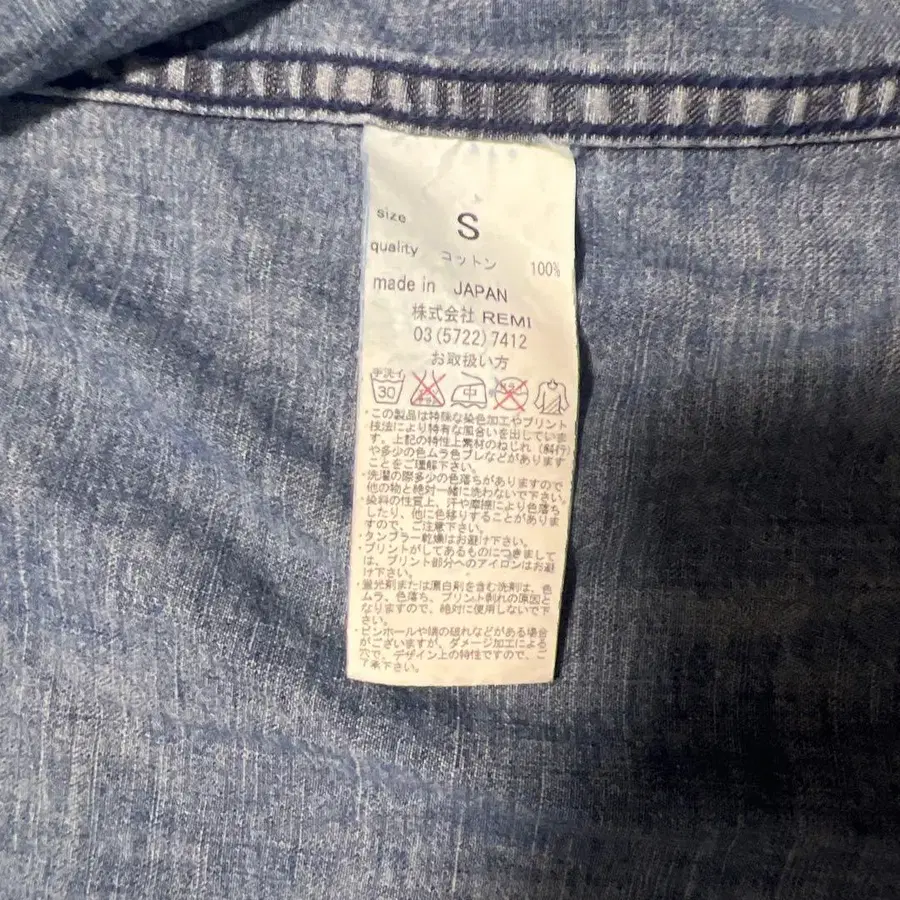 size S
quality コットン 100%
made in JAPAN
株式会社 REMI
03(5722)7412
お取扱い方
手洗イ
30 中
・この製品は特殊な染色加工やプリント
技法により特有な風合いを出していま
す。上記の特性上素材のねじれ(斜行)
や多少の色ムラ色ブレなどがあります
ことをご理解下さい。
・洗濯の際多少の色落ちがありますので
他の物と絶対一緒に洗わないで下さい。
・染料の性質上、汗や摩擦により色落ち
したり、他に色移りすることがありま
すので、ご注意下さい。
・タンブラー乾燥はお避け下さい。
・プリントがしてあるものにつきまして
は、プリント部分へのアイロンはお避
け下さい。
・蛍光剤または漂白剤を含む洗剤は、色
ムラ、色落ち、プリント剥れの原因と
なりますので、絶対に使用しないで下
さい。
・ピンホールや端の破れなどがある場合
がございますが、ダメージ加工による
穴で、デザイン上の特性ですので、ご
了承下さい。